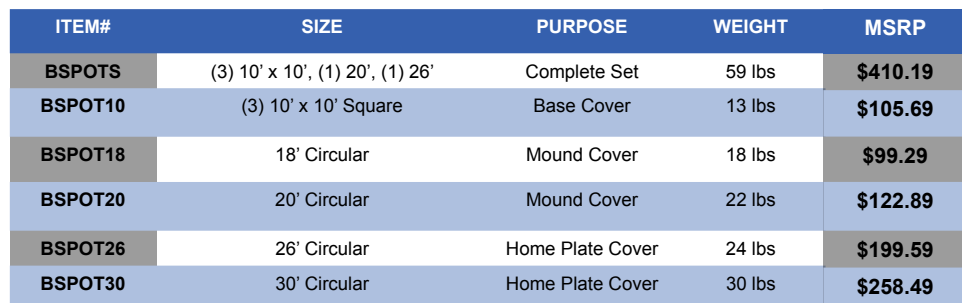 ITEM# SIZE PURPOSE WEIGHT MSRP
BSPOTS (3) 10’ x 10’, (1) 20’, (1) 26’ Complete Set 59 lbs $410.19
BSPOT10 (3) 10’ x 10’ Square Base Cover 13 lbs $105.69
BSPOT18 18’ Circular Mound Cover 18 lbs $99.29
BSPOT20 20’ Circular Mound Cover 22 lbs $122.89
BSPOT26 26’ Circular Home Plate Cover 24 lbs $199.59
BSPOT30 30’ Circular Home Plate Cover 30 lbs $258.49